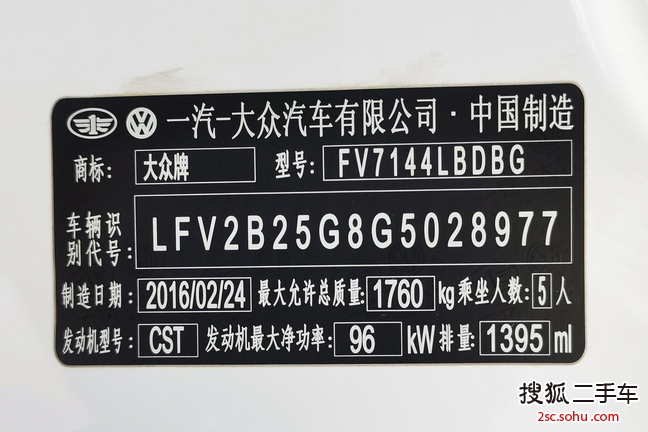 一汽-大众汽车有限公司·中国制造
商标: 大众牌 型号: FV7144LBDBG
车辆识别代号: LFV2B25G8G5028977
制造日期: 2016/02/24 最大允许总质量: 1760 kg 乘坐人数: 5 人
发动机型号: CST 发动机最大净功率: 96 kW 排量: 1395 ml
搜狐二手车
2sc.sohu.com